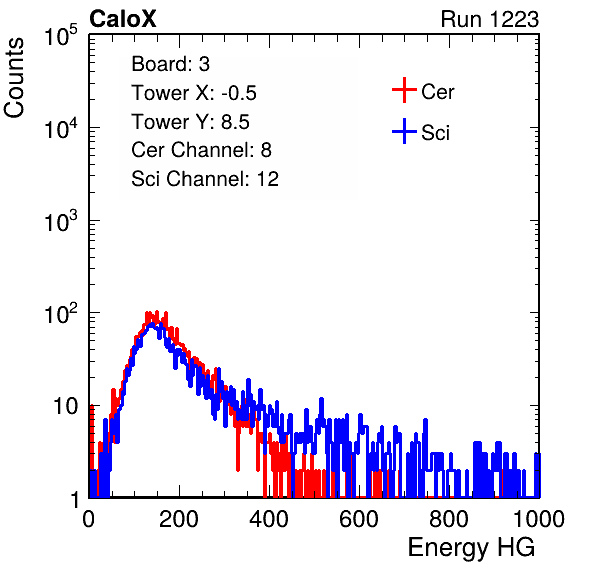 CaloX Run 1223
Counts
10^5
10^4
10^3
10^2
10
1
Board: 3
Tower X: -0.5
Tower Y: 8.5
Cer Channel: 8
Sci Channel: 12
Cer
Sci
0 200 400 600 800 1000
Energy HG